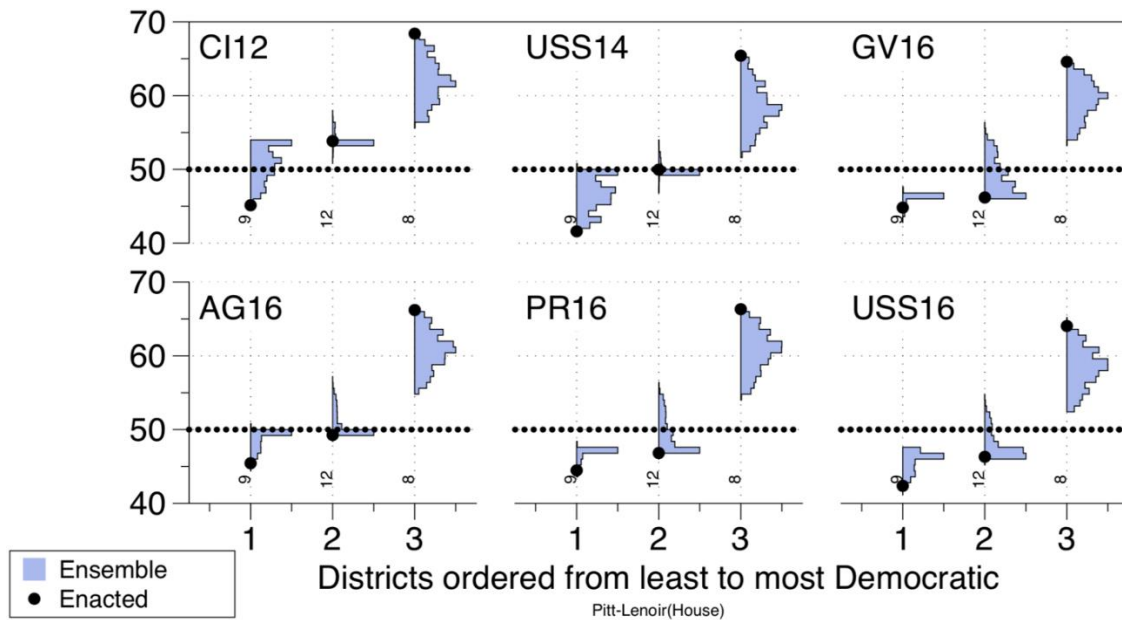 70
60
50
40
CI12
USS14
GV16
9
12
8
9
12
8
9
12
8
70
60
50
40
AG16
PR16
USS16
9
12
8
9
12
8
9
12
8
1 2 3 1 2 3 1 2 3
Ensemble
Enacted
Districts ordered from least to most Democratic
Pitt-Lenoir(House)